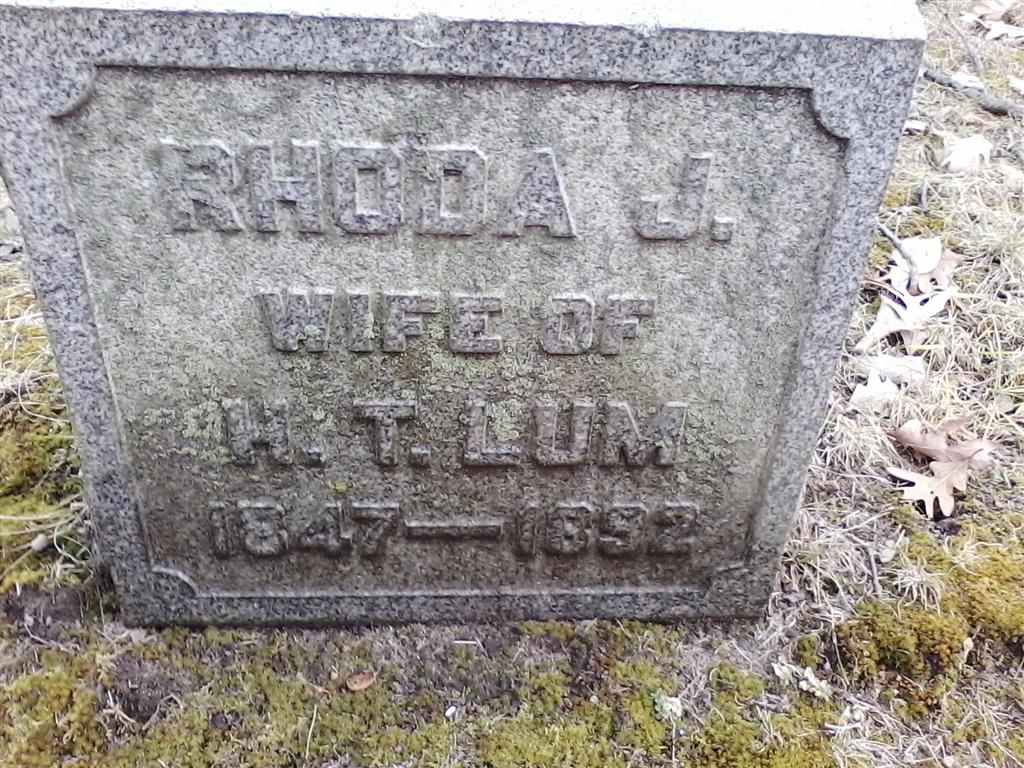 RHODA J.
WIFE OF
H. T. LUM
1847—1892